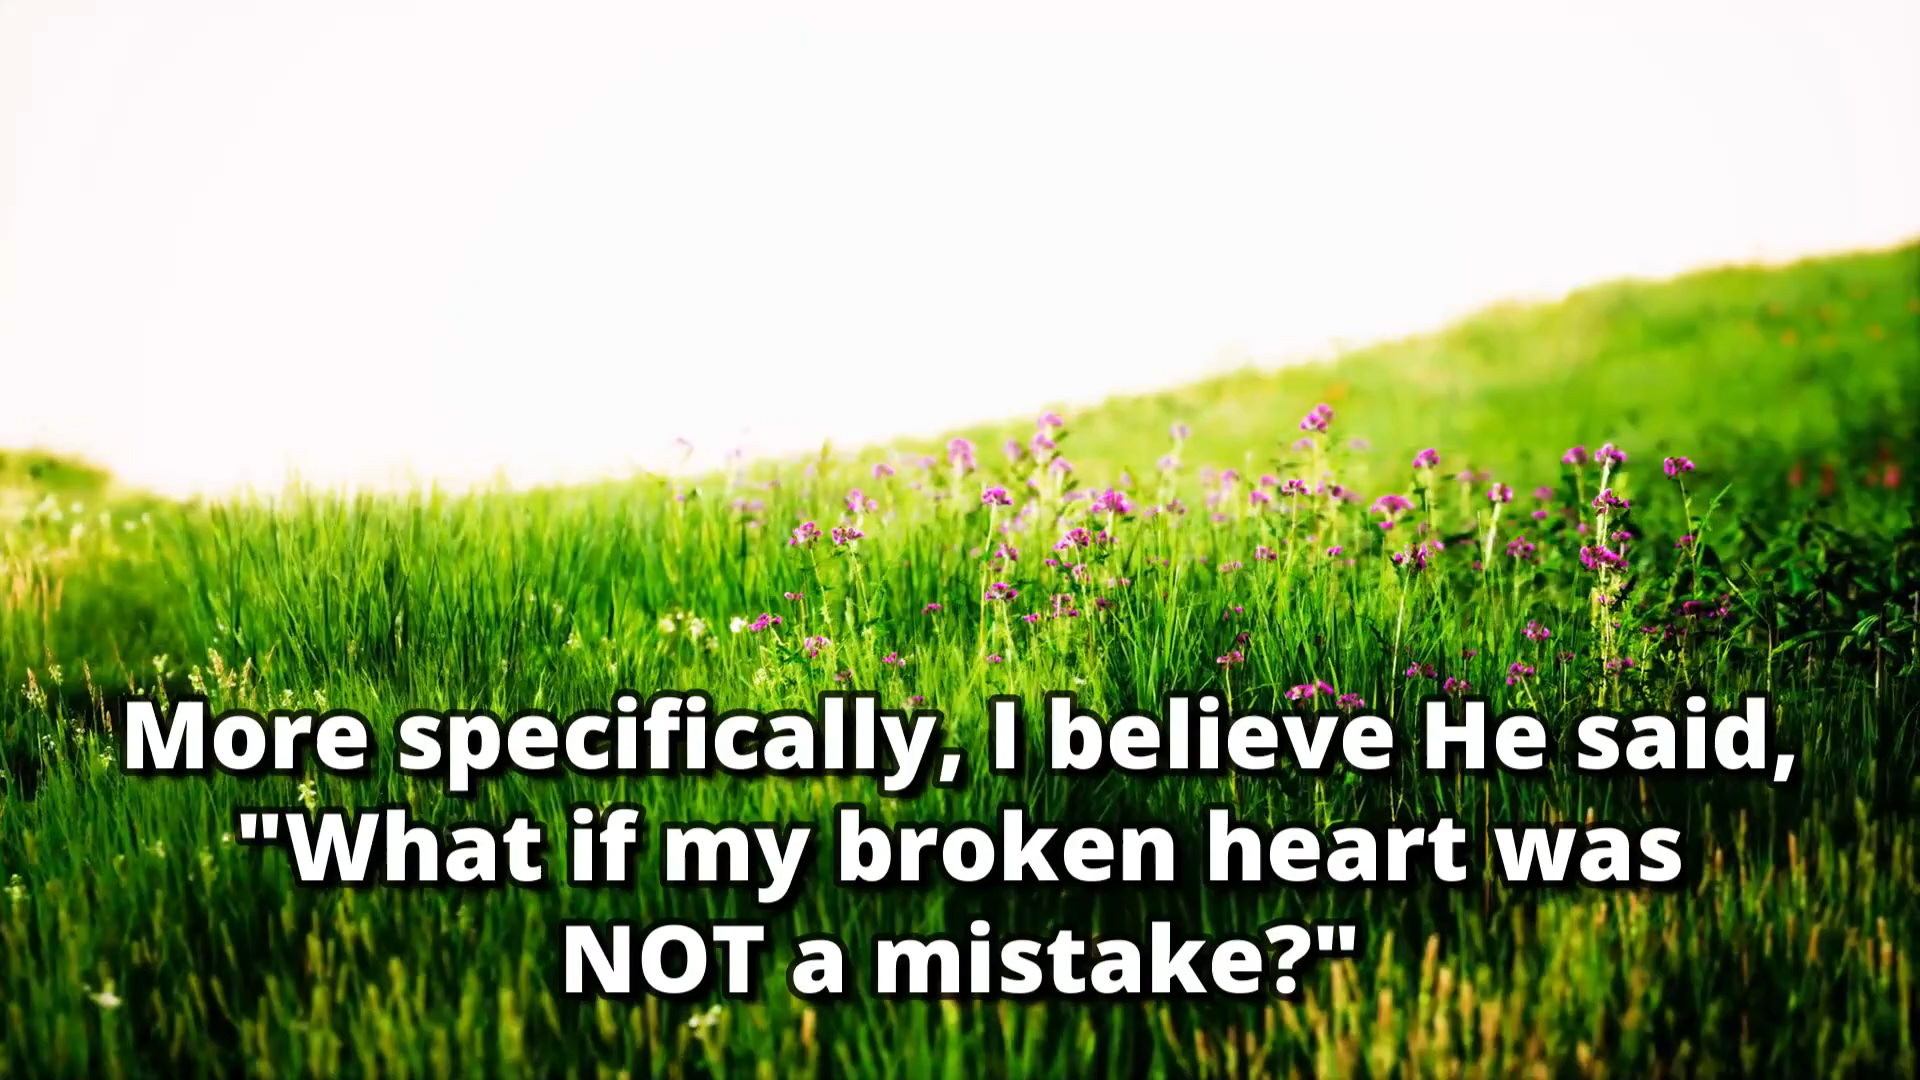 More specifically, I believe He said,
"What if my broken heart was
NOT a mistake?"